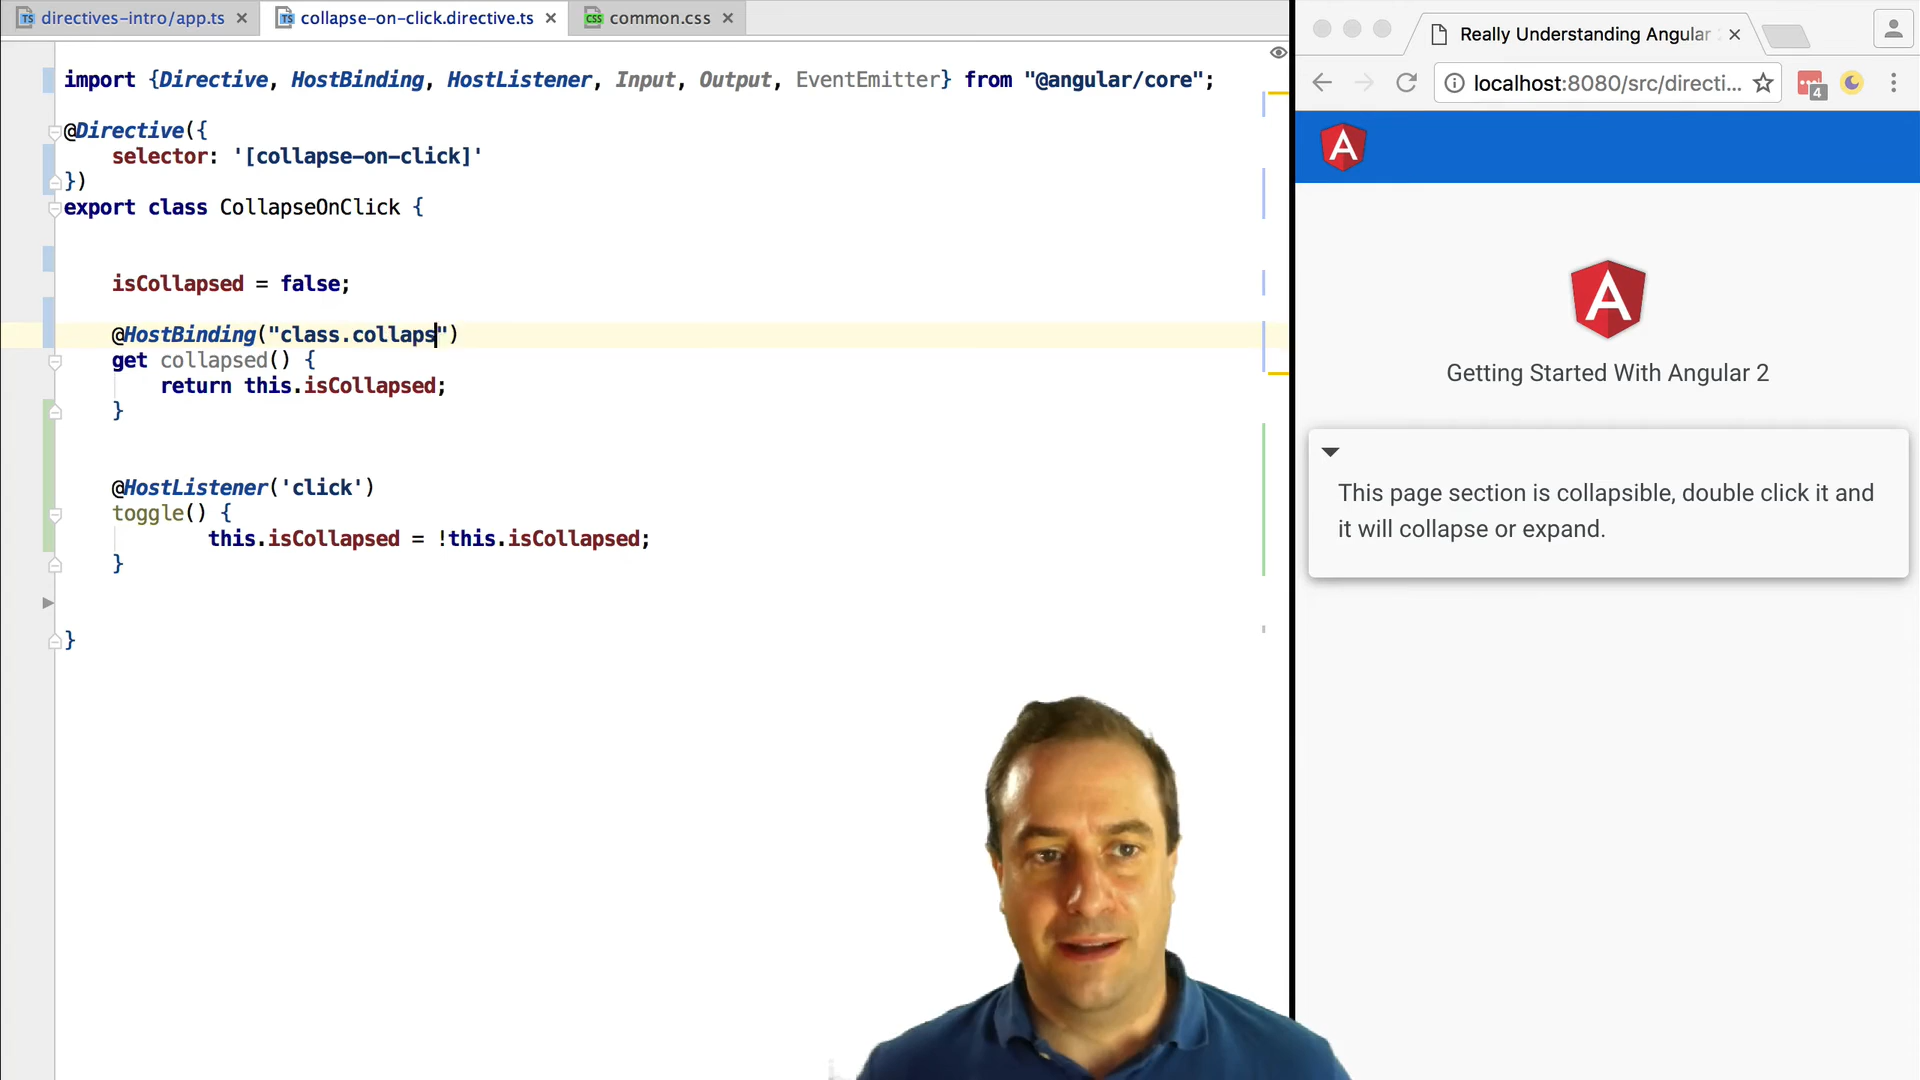 directives-intro/app.ts
collapse-on-click.directive.ts
common.css
import {Directive, HostBinding, HostListener, Input, Output, EventEmitter} from "@angular/core";
@Directive({
selector: '[collapse-on-click]'
})
export class CollapseOnClick {
isCollapsed = false;
@HostBinding("class.collaps")
get collapsed() {
return this.isCollapsed;
}
@HostListener('click')
toggle() {
this.isCollapsed = !this.isCollapsed;
}
}
Really Understanding Angular
localhost:8080/src/directi...
4
Getting Started With Angular 2
This page section is collapsible, double click it and
it will collapse or expand.